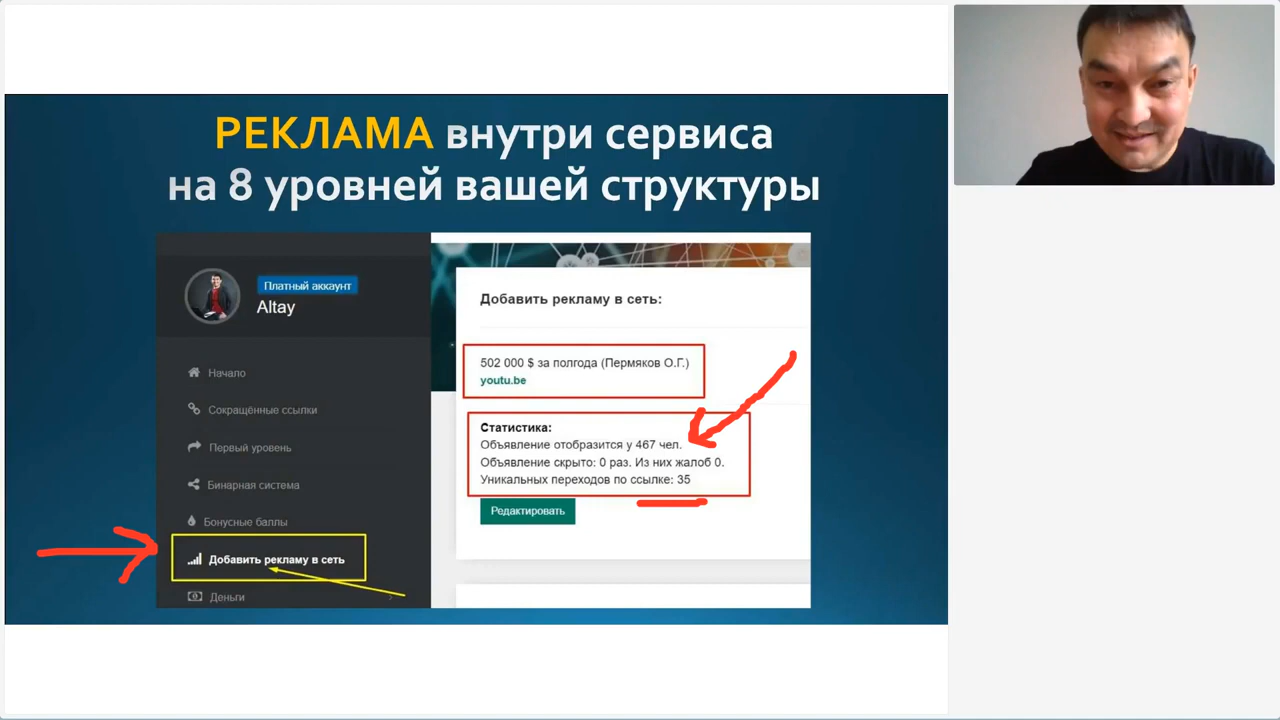 РЕКЛАМА внутри сервиса
на 8 уровней вашей структуры
Платный аккаунт
Altay
Начало
Сокращённые ссылки
Первый уровень
Бинарная система
Бонусные баллы
Добавить рекламу в сеть
Деньги
Добавить рекламу в сеть:
502 000 $ за полгода (Пермяков О.Г.)
youtu.be
Статистика:
Объявление отобразится у 467 чел.
Объявление скрыто: 0 раз. Из них жалоб 0.
Уникальных переходов по ссылке: 35
Редактировать